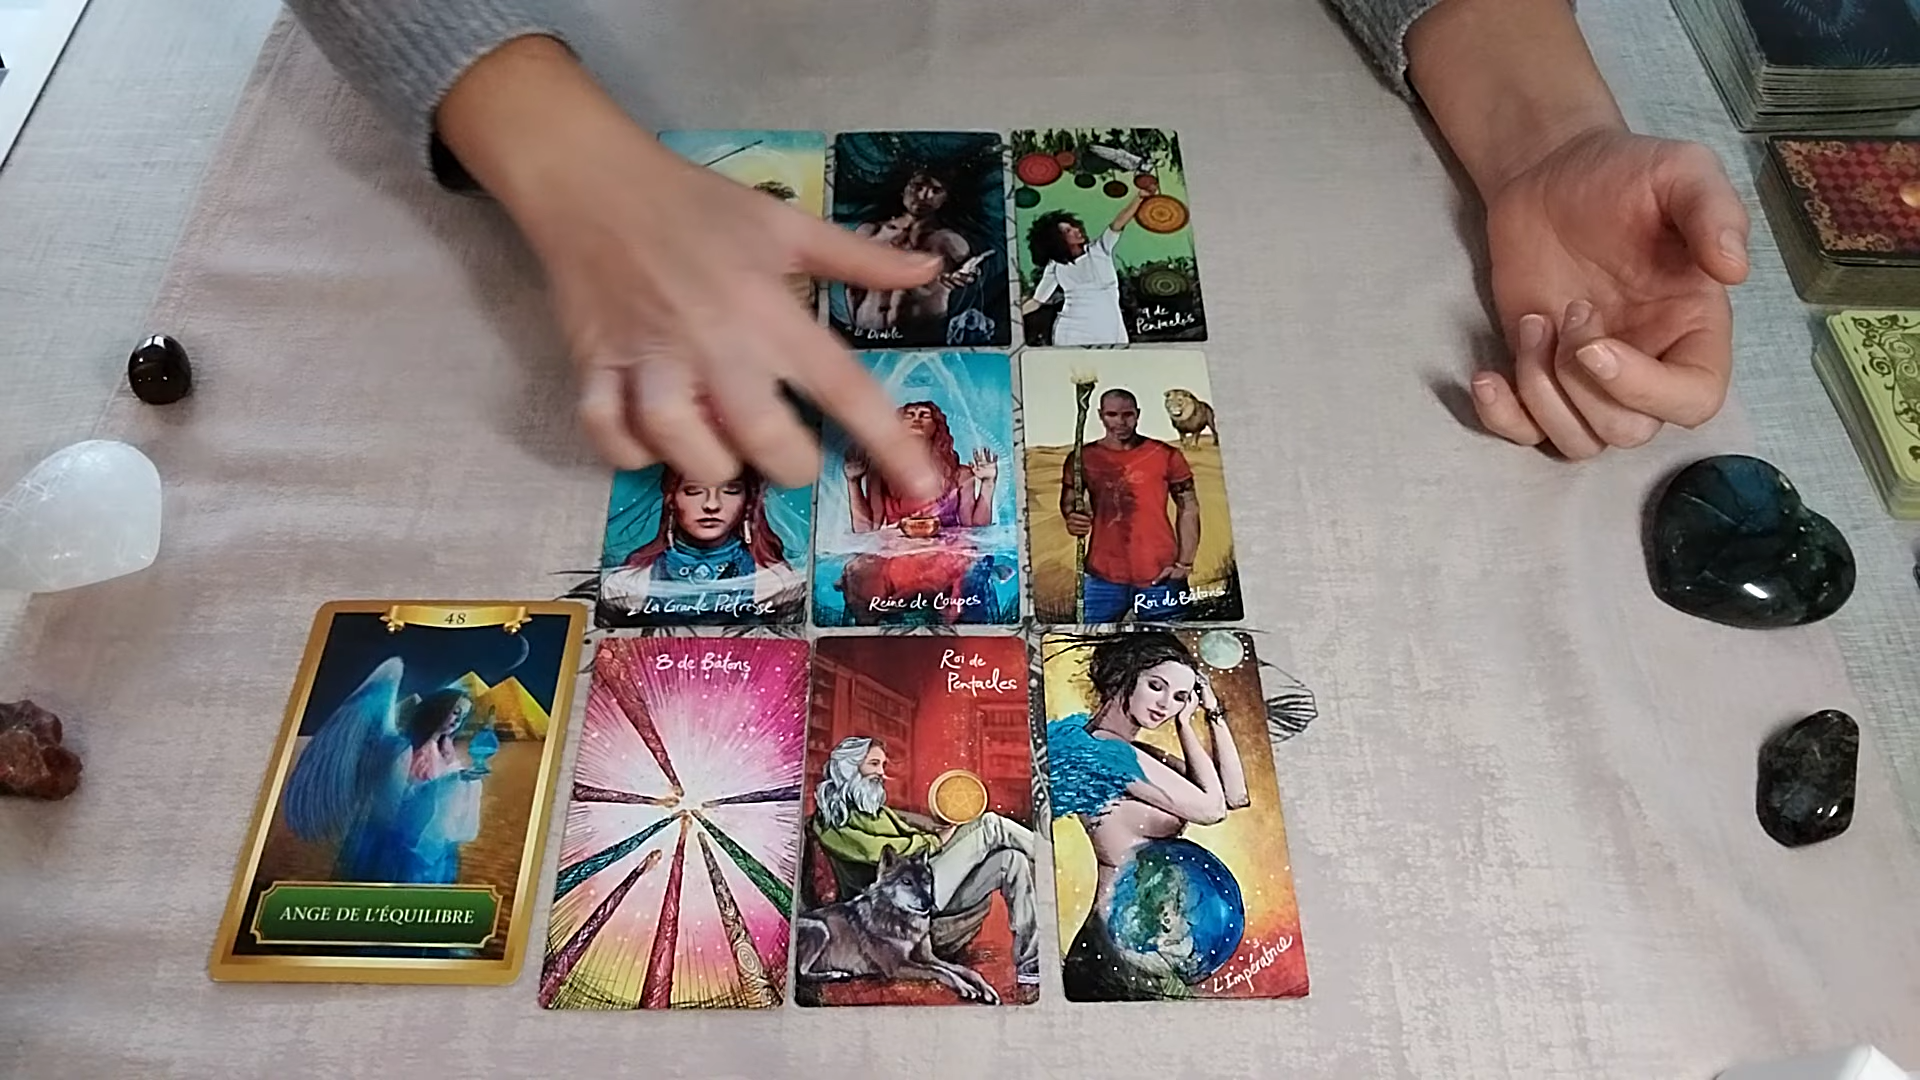 Le Diable
9 de
Pentacles
2 La Grande Prêtresse
Reine de Coupes
Roi de Bâtons
48
ANGE DE L'ÉQUILIBRE
8 de Bâtons
Roi de
Pentacles
3.
L'Impératrice